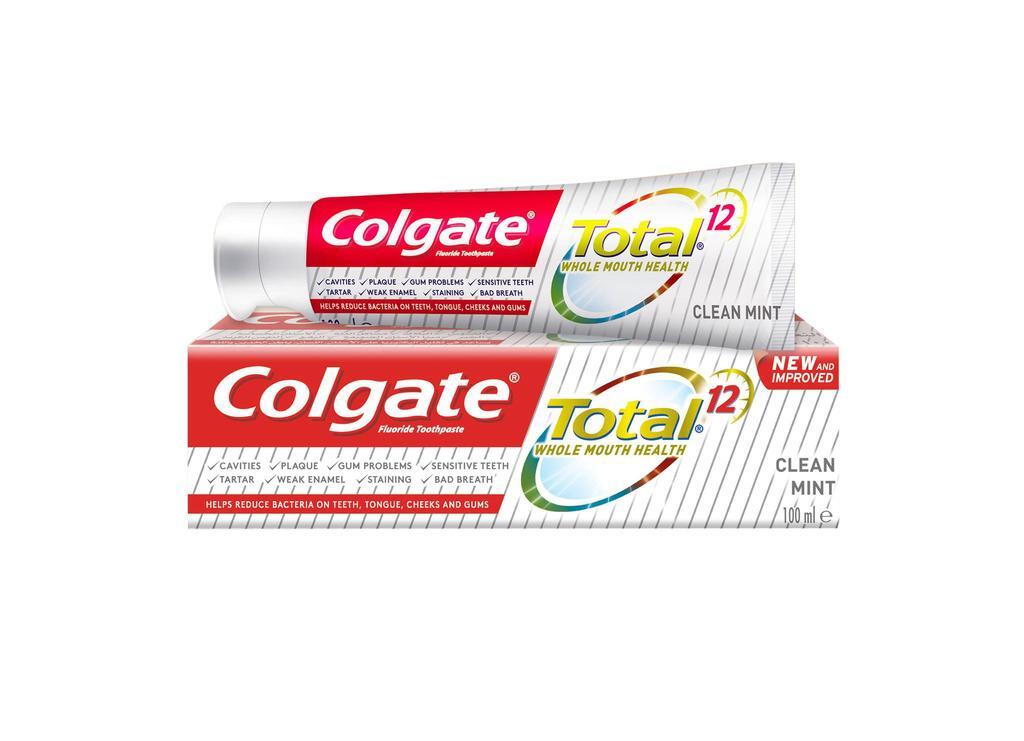 Colgate®
Fluoride Toothpaste
✓CAVITIES ✓PLAQUE ✓GUM PROBLEMS ✓SENSITIVE TEETH
✓TARTAR ✓WEAK ENAMEL ✓STAINING ✓BAD BREATH
HELPS REDUCE BACTERIA ON TEETH, TONGUE, CHEEKS AND GUMS
Total® 12
WHOLE MOUTH HEALTH
CLEAN MINT
Colgate®
Fluoride Toothpaste
✓CAVITIES ✓PLAQUE ✓GUM PROBLEMS ✓SENSITIVE TEETH
✓TARTAR ✓WEAK ENAMEL ✓STAINING ✓BAD BREATH
HELPS REDUCE BACTERIA ON TEETH, TONGUE, CHEEKS AND GUMS
Total® 12
WHOLE MOUTH HEALTH
NEW AND
IMPROVED
CLEAN
MINT
100 ml e